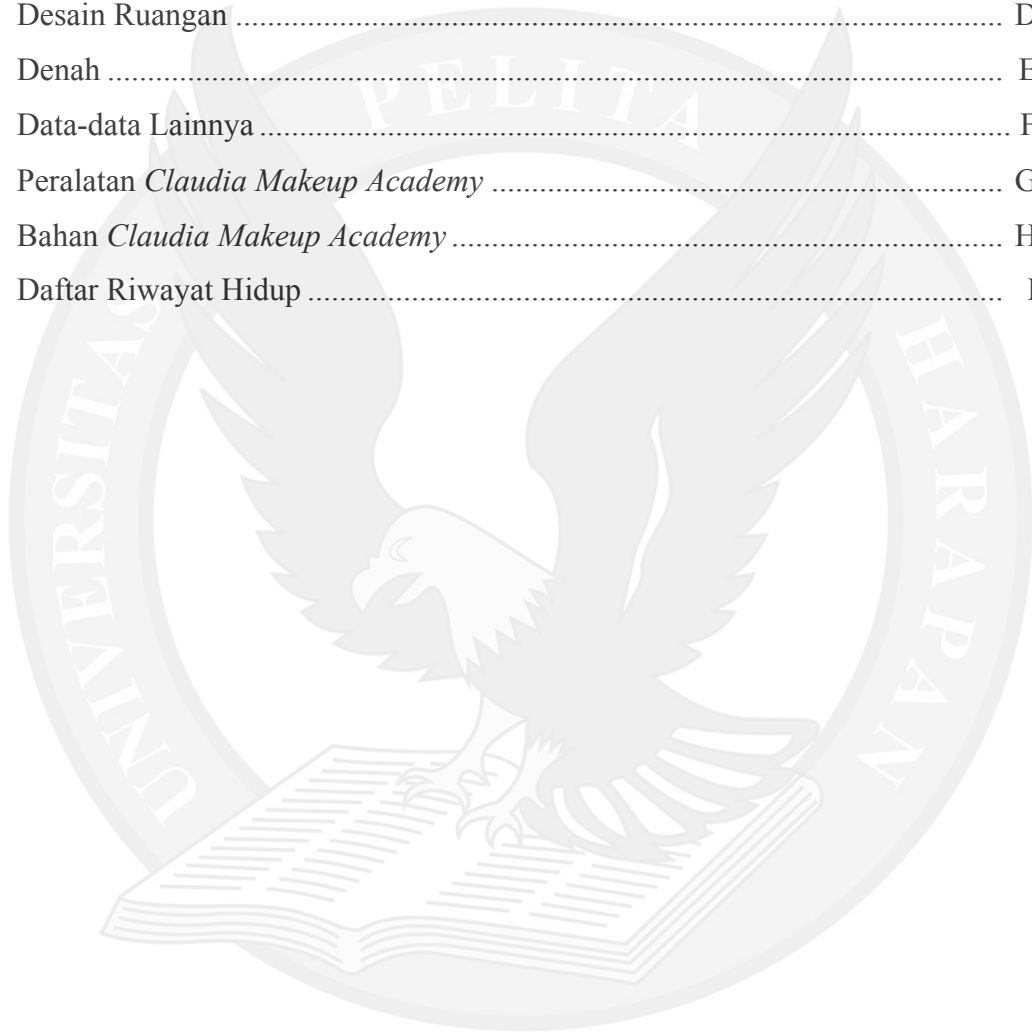 Desain Ruangan ............................................................................................................ D
Denah .............................................................................................................................. E
Data-data Lainnya ......................................................................................................... F
Peralatan Claudia Makeup Academy ......................................................................... G
Bahan Claudia Makeup Academy .............................................................................. H
Daftar Riwayat Hidup .................................................................................................. I
UNIVERSITAS PELITA HARAPAN